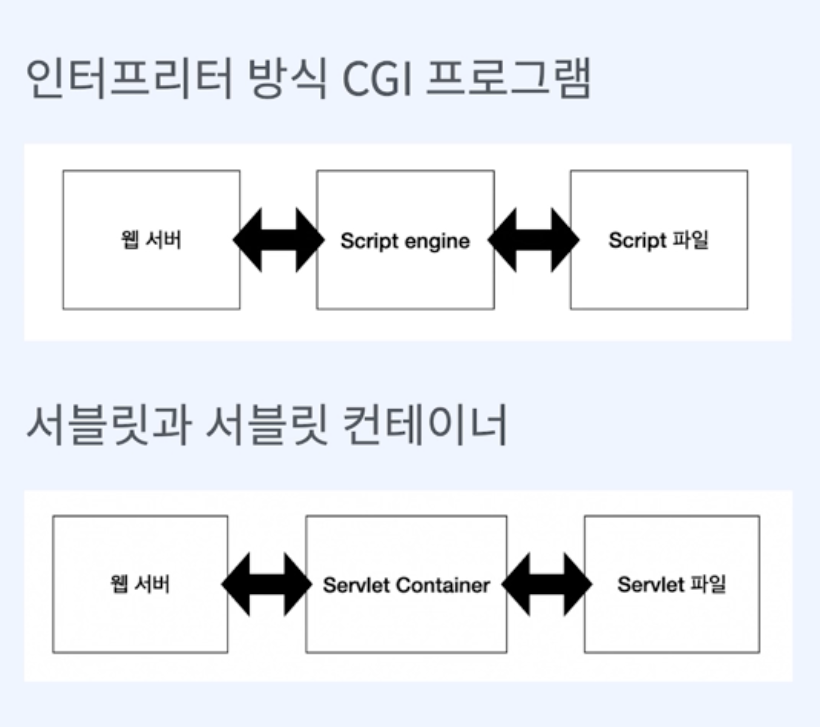 인터프리터 방식 CGI 프로그램
웹 서버
Script engine
Script 파일
서블릿과 서블릿 컨테이너
웹 서버
Servlet Container
Servlet 파일